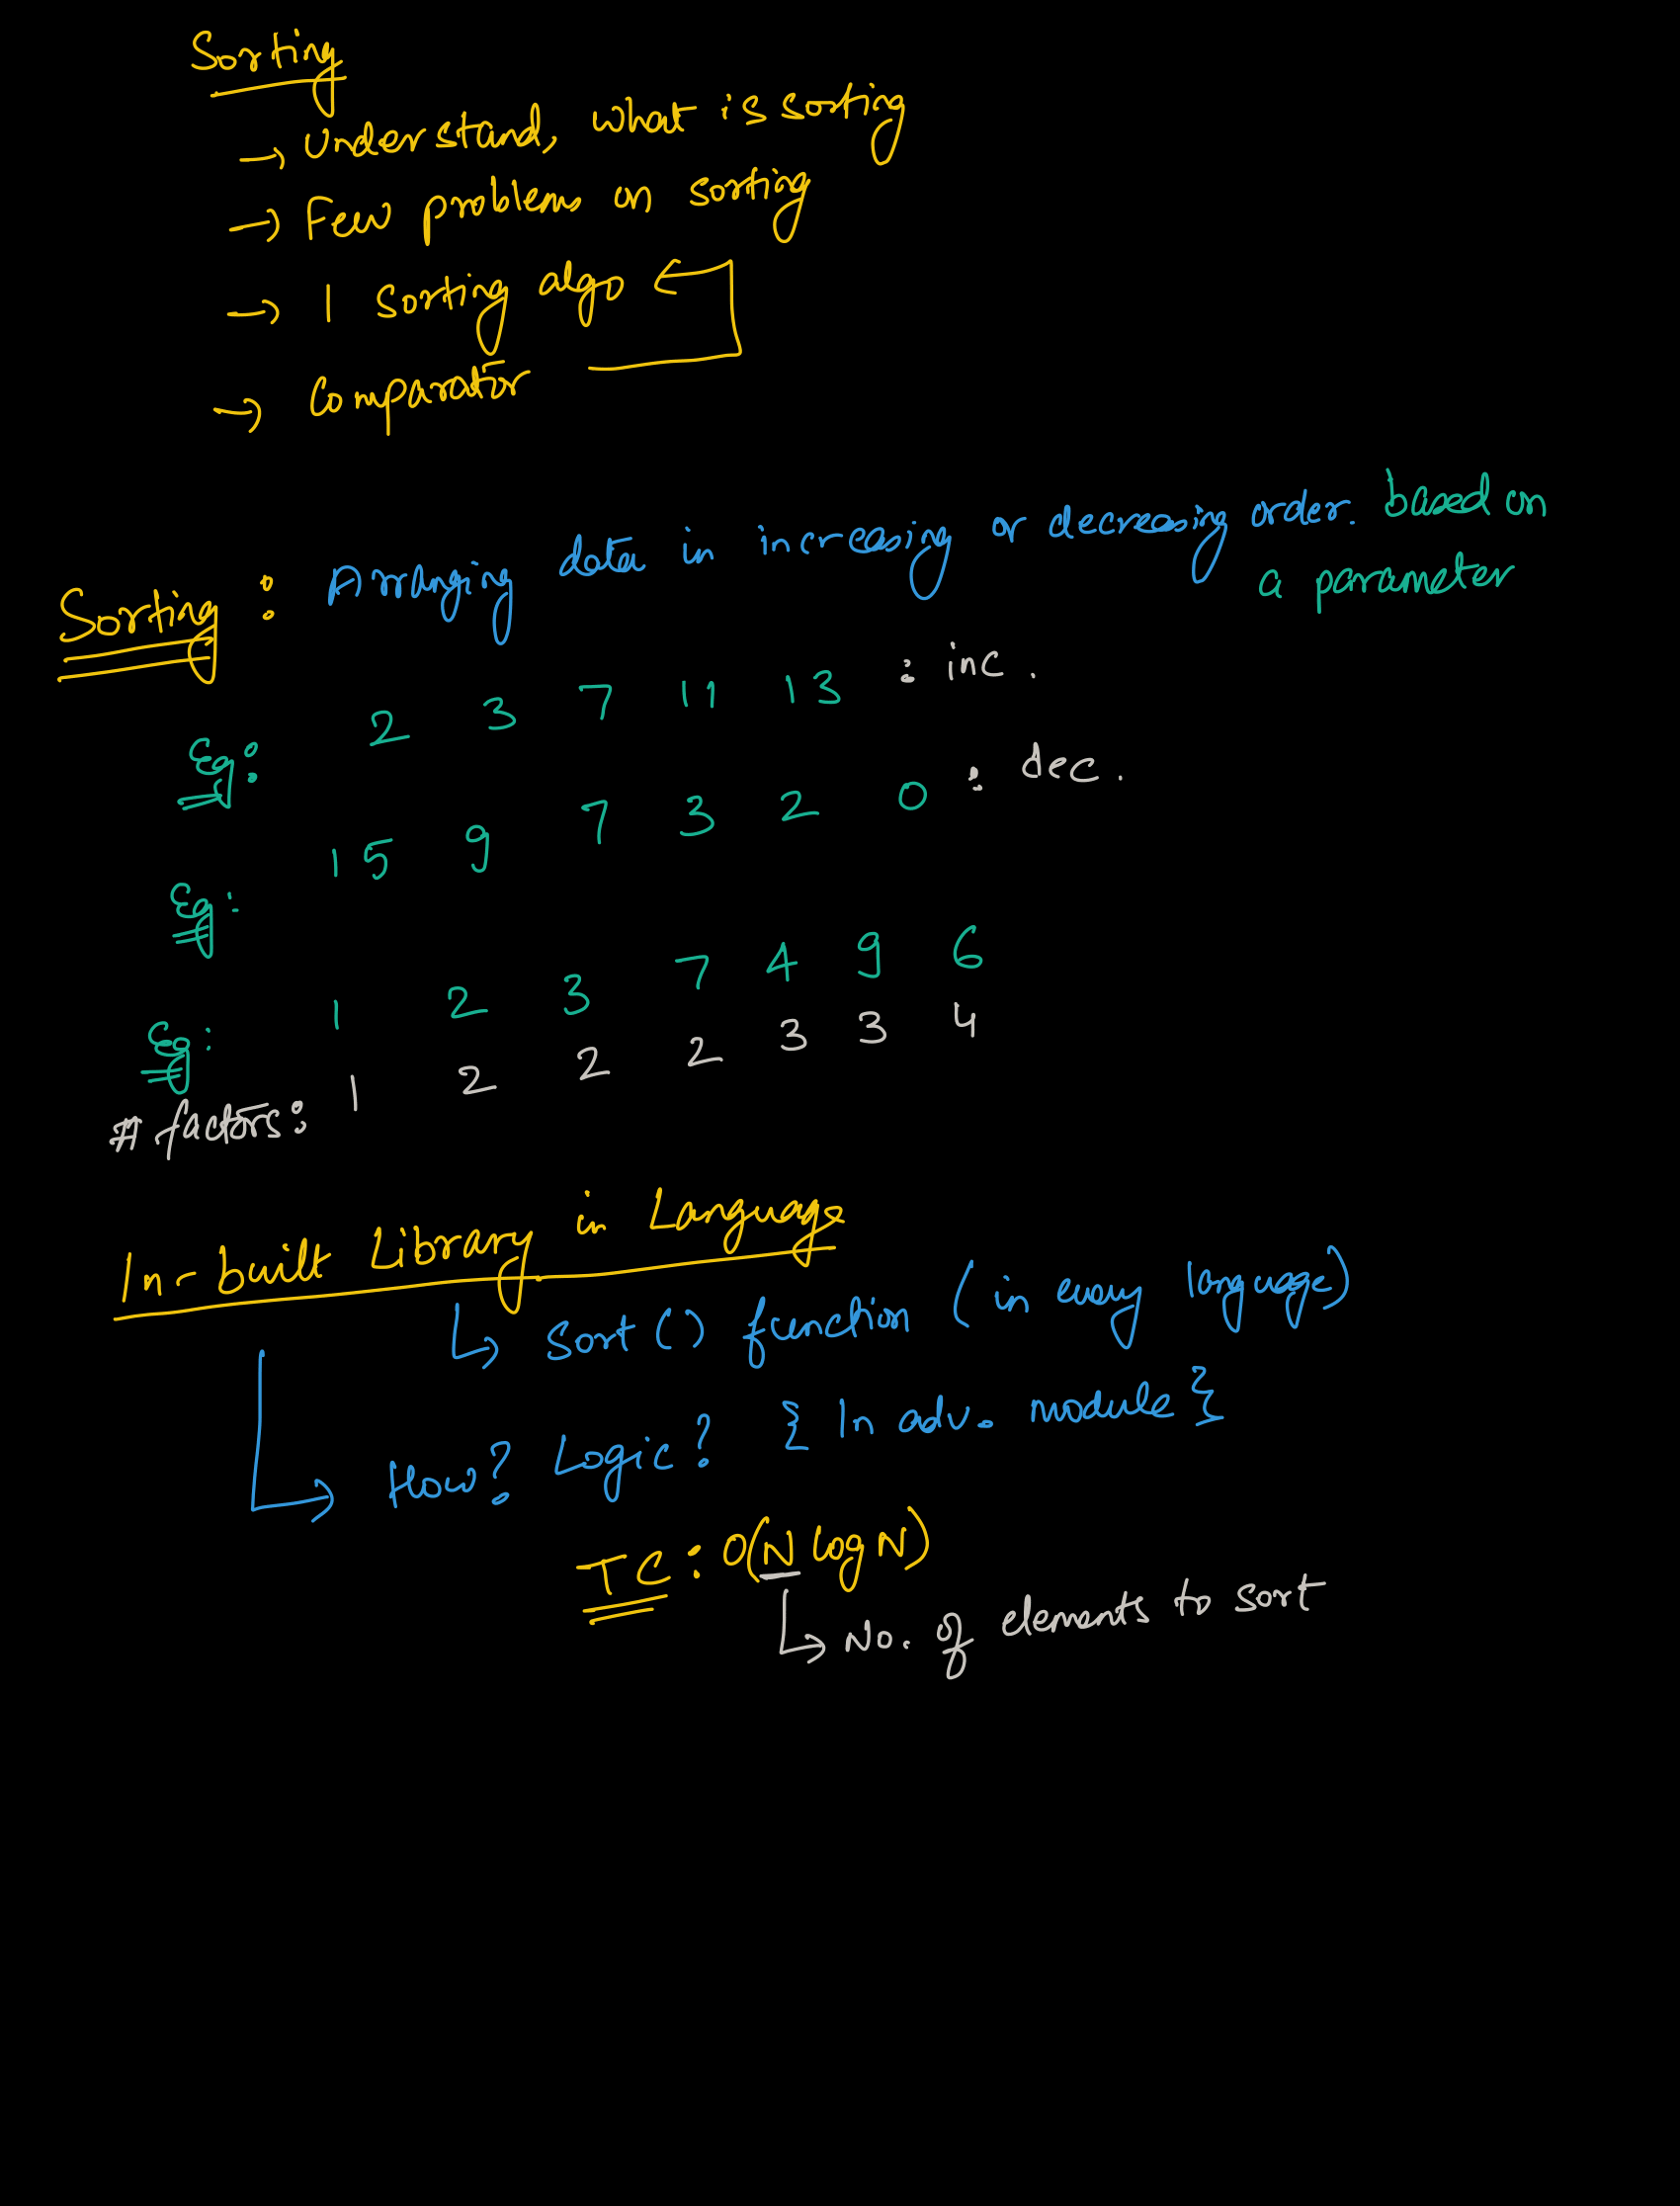 Sorting
→ Understand, what is sorting
→ Few problems on sorting
→ 1 sorting algo
→ Comparator
Sorting : Arranging data in increasing or decreasing order. based on
a parameter
Eg: 2 3 7 11 13 : inc.
Eg: 15 9 7 3 2 0 : dec.
Eg: 1 2 3 7 4 9 6
# factors: 1 2 2 2 3 3 4
In-built Library in Language
↳ Sort() function (in every language)
↳ How? Logic? { In adv. module }
TC : O(N log N)
↳ No. of elements to sort